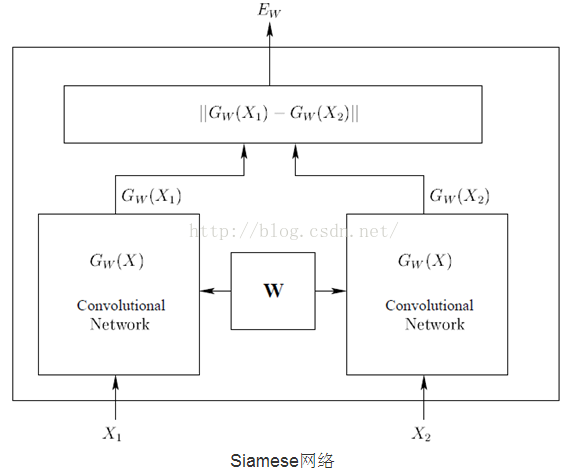 E_W
||G_W(X_1) − G_W(X_2)||
G_W(X_1)
G_W(X_2)
http://blog.csdn.net/
G_W(X)
Convolutional
Network
W
G_W(X)
Convolutional
Network
X_1
X_2
Siamese网络